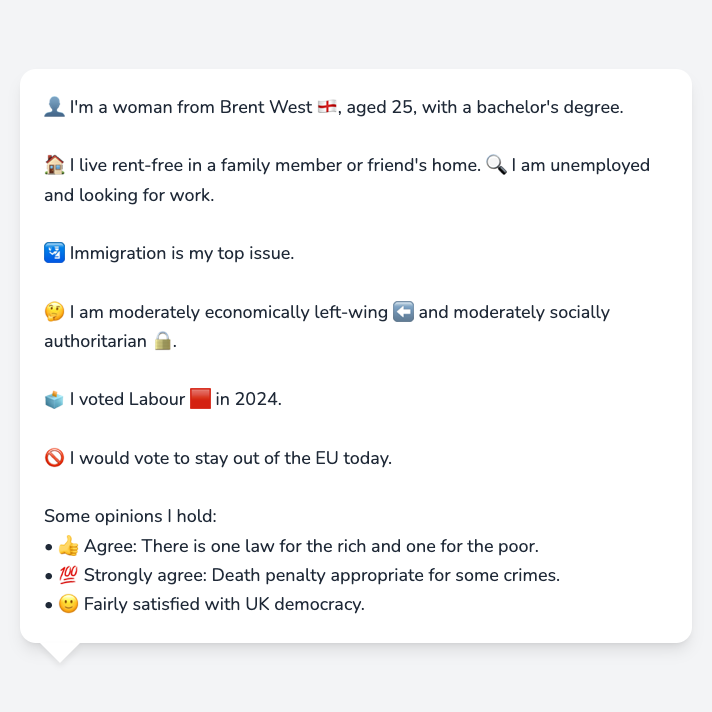 👤 I'm a woman from Brent West 🏴󠁧󠁢󠁥󠁮󠁧󠁿, aged 25, with a bachelor's degree.
🏠 I live rent-free in a family member or friend's home. 🔍 I am unemployed
and looking for work.
🛂 Immigration is my top issue.
🤔 I am moderately economically left-wing ⬅️ and moderately socially
authoritarian 🔒.
🗳️ I voted Labour 🟥 in 2024.
🚫 I would vote to stay out of the EU today.
Some opinions I hold:
• 👍 Agree: There is one law for the rich and one for the poor.
• 💯 Strongly agree: Death penalty appropriate for some crimes.
• 🙂 Fairly satisfied with UK democracy.